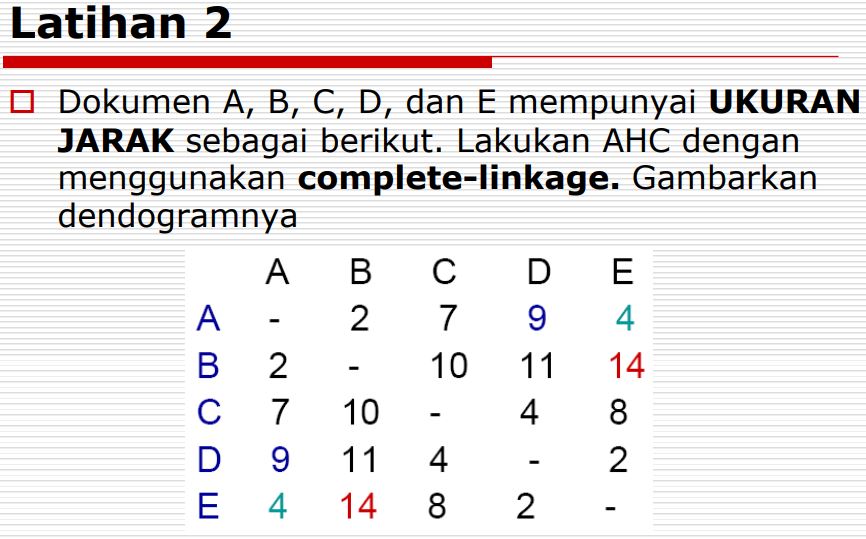 Latihan 2
Dokumen A, B, C, D, dan E mempunyai UKURAN
JARAK sebagai berikut. Lakukan AHC dengan
menggunakan complete-linkage. Gambarkan
dendogramnya
A B C D E
A - 2 7 9 4
B 2 - 10 11 14
C 7 10 - 4 8
D 9 11 4 - 2
E 4 14 8 2 -